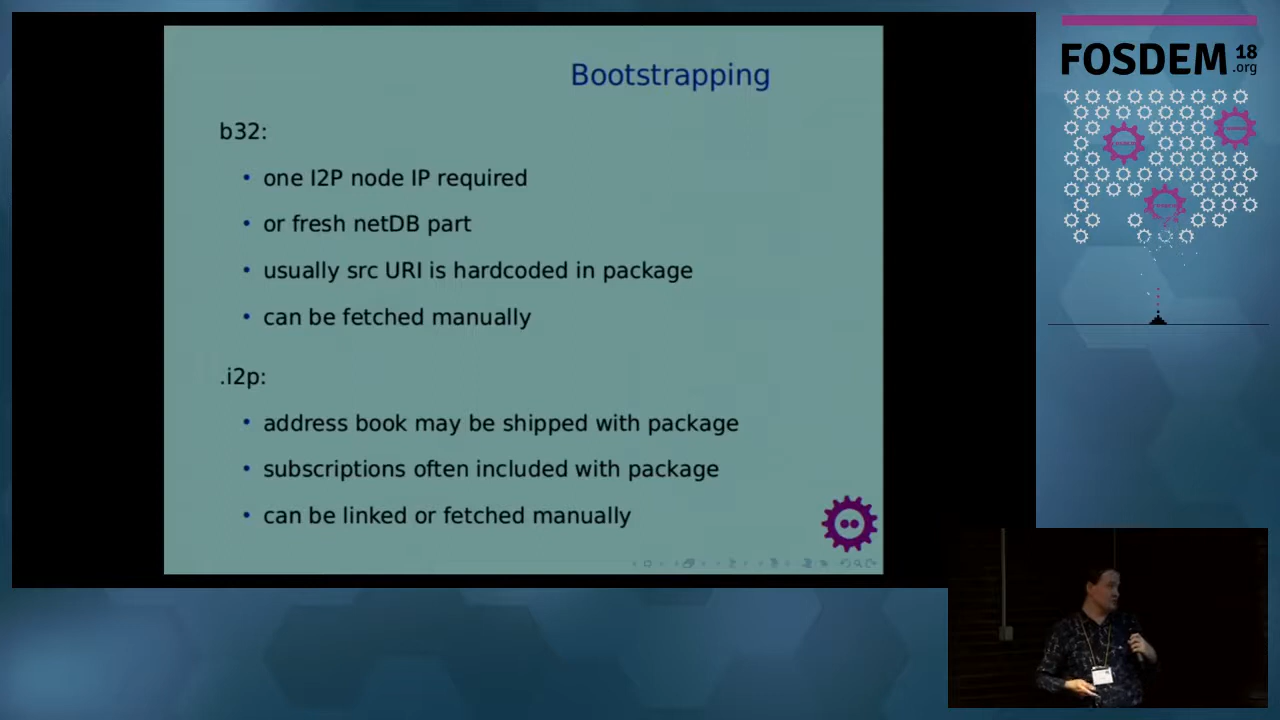 Bootstrapping
b32:
• one I2P node IP required
• or fresh netDB part
• usually src URI is hardcoded in package
• can be fetched manually
.i2p:
• address book may be shipped with package
• subscriptions often included with package
• can be linked or fetched manually
FOSDEM 18
.org